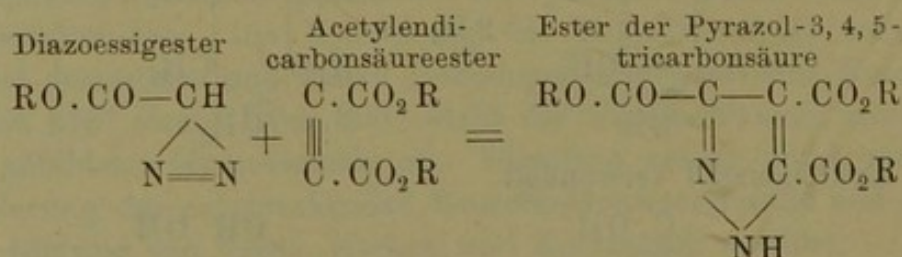 Diazoessigester Acetylendi- Ester der Pyrazol-3, 4, 5-
carbonsäureester tricarbonsäure
RO.CO—CH C.CO₂R RO.CO—C—C.CO₂R
+ ||| = || ||
N=N C.CO₂R N C.CO₂R
NH